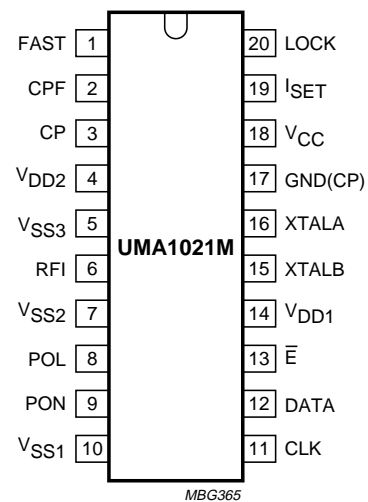 FAST 1 20 LOCK
CPF 2 19 ISET
CP 3 18 VCC
VDD2 4 17 GND(CP)
VSS3 5 16 XTALA
UMA1021M
RFI 6 15 XTALB
VSS2 7 14 VDD1
POL 8 13 E̅
PON 9 12 DATA
VSS1 10 11 CLK
MBG365